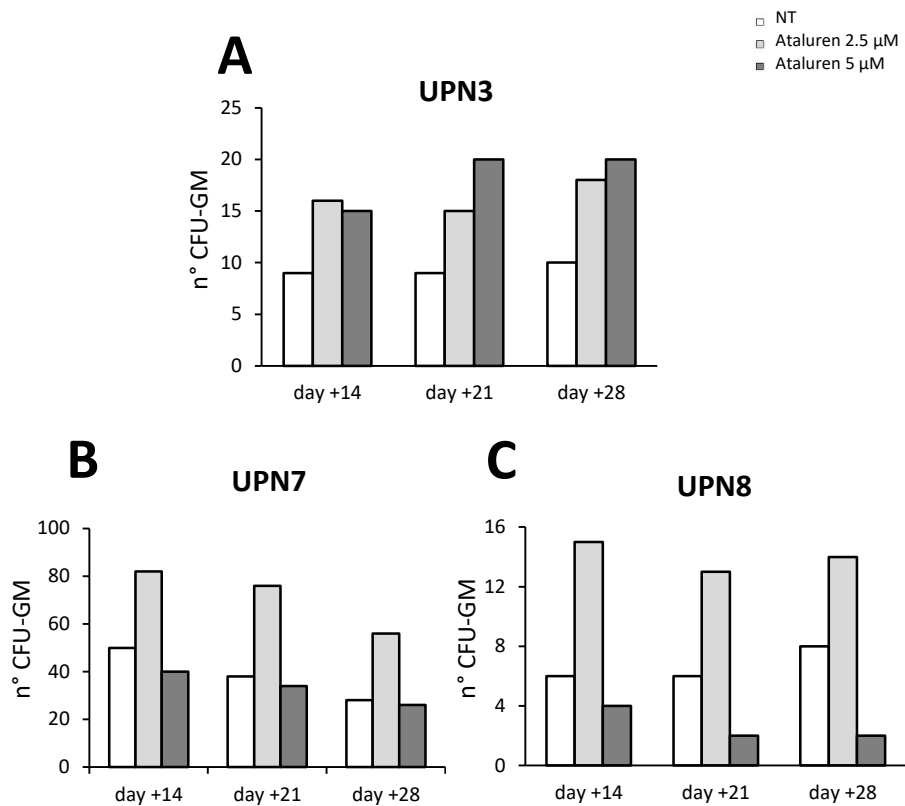 NT
Ataluren 2.5 µM
Ataluren 5 µM
A
UPN3
n° CFU-GM
25
20
15
10
5
0
day +14 day +21 day +28
B
UPN7
n° CFU-GM
100
80
60
40
20
0
day +14 day +21 day +28
C
UPN8
n° CFU-GM
16
12
8
4
0
day +14 day +21 day +28